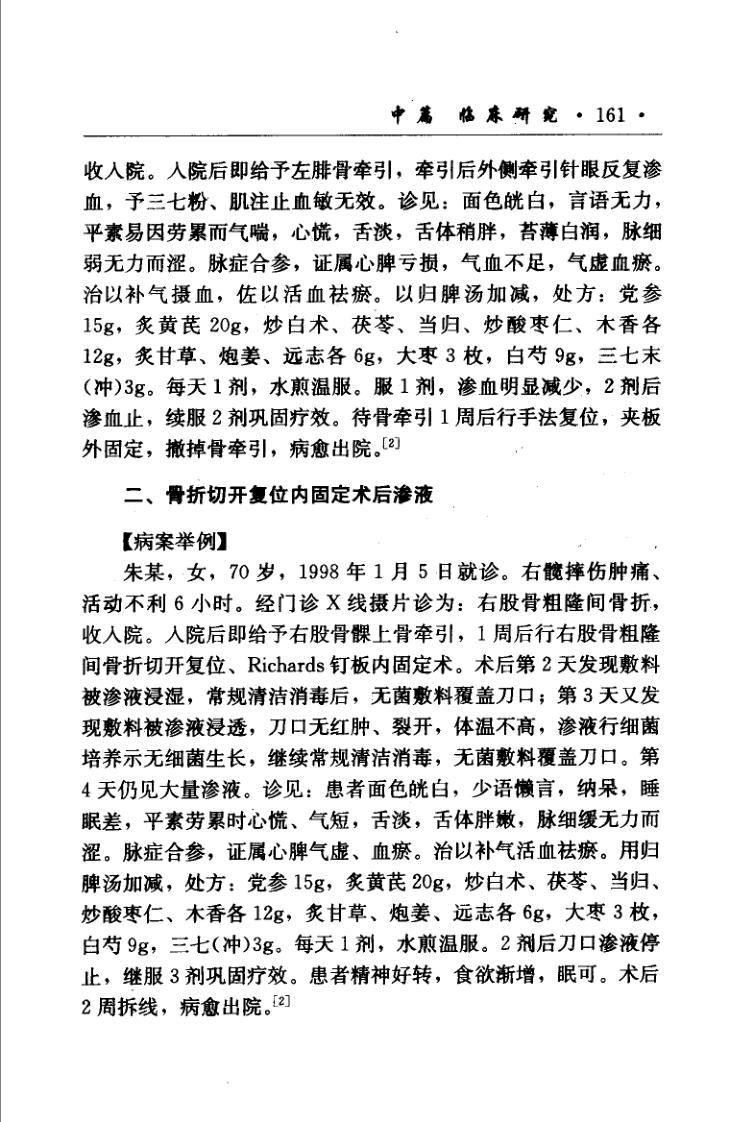 中篇 临床研究·161·
收入院。入院后即给予左腓骨牵引，牵引后外侧牵引针眼反复渗
血，予三七粉、肌注止血敏无效。诊见：面色㿠白，言语无力，
平素易因劳累而气喘，心慌，舌淡，舌体稍胖，苔薄白润，脉细
弱无力而涩。脉症合参，证属心脾亏损，气血不足，气虚血瘀。
治以补气摄血，佐以活血祛瘀。以归脾汤加减，处方：党参
15g，炙黄芪 20g，炒白术、茯苓、当归、炒酸枣仁、木香各
12g，炙甘草、炮姜、远志各 6g，大枣 3 枚，白芍 9g，三七末
(冲)3g。每天 1 剂，水煎温服。服 1 剂，渗血明显减少，2 剂后
渗血止，续服 2 剂巩固疗效。待骨牵引 1 周后行手法复位，夹板
外固定，撤掉骨牵引，病愈出院。[2]
二、骨折切开复位内固定术后渗液
【病案举例】
朱某，女，70 岁，1998 年 1 月 5 日就诊。右髋摔伤肿痛、
活动不利 6 小时。经门诊 X 线摄片诊为：右股骨粗隆间骨折，
收入院。入院后即给予右股骨髁上骨牵引，1 周后行右股骨粗隆
间骨折切开复位、Richards 钉板内固定术。术后第 2 天发现敷料
被渗液浸湿，常规清洁消毒后，无菌敷料覆盖刀口；第 3 天又发
现敷料被渗液浸透，刀口无红肿、裂开，体温不高，渗液行细菌
培养示无细菌生长，继续常规清洁消毒，无菌敷料覆盖刀口。第
4 天仍见大量渗液。诊见：患者面色㿠白，少语懒言，纳呆，睡
眠差，平素劳累时心慌、气短，舌淡，舌体胖嫩，脉细缓无力而
涩。脉症合参，证属心脾气虚、血瘀。治以补气活血祛瘀。用归
脾汤加减，处方：党参 15g，炙黄芪 20g，炒白术、茯苓、当归、
炒酸枣仁、木香各 12g，炙甘草、炮姜、远志各 6g，大枣 3 枚，
白芍 9g，三七(冲)3g。每天 1 剂，水煎温服。2 剂后刀口渗液停
止，继服 3 剂巩固疗效。患者精神好转，食欲渐增，眠可。术后
2 周拆线，病愈出院。[2]